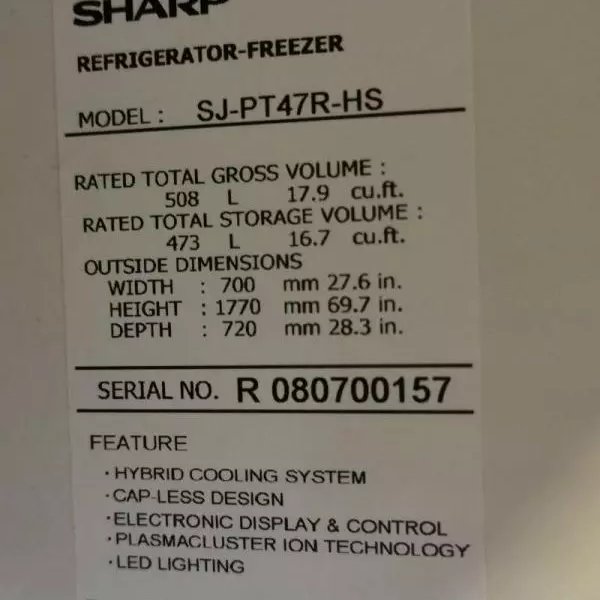 SHARP
REFRIGERATOR-FREEZER
MODEL : SJ-PT47R-HS
RATED TOTAL GROSS VOLUME :
508 L 17.9 cu.ft.
RATED TOTAL STORAGE VOLUME :
473 L 16.7 cu.ft.
OUTSIDE DIMENSIONS
WIDTH : 700 mm 27.6 in.
HEIGHT : 1770 mm 69.7 in.
DEPTH : 720 mm 28.3 in.
SERIAL NO. R 080700157
FEATURE
·HYBRID COOLING SYSTEM
·CAP-LESS DESIGN
·ELECTRONIC DISPLAY & CONTROL
·PLASMACLUSTER ION TECHNOLOGY
·LED LIGHTING